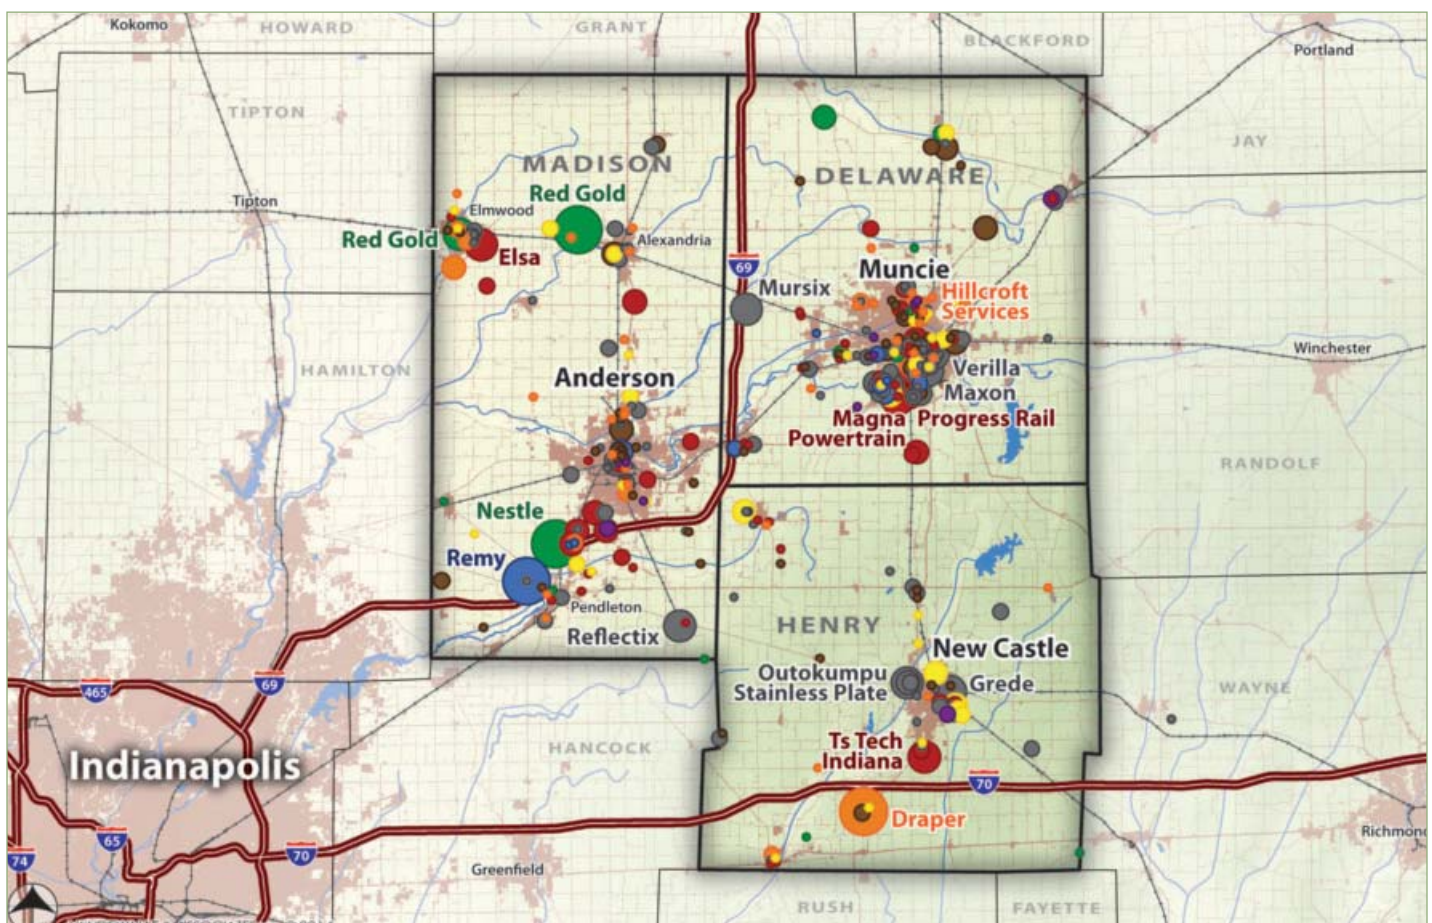 Kokomo
HOWARD
GRANT
BLACKFORD
Portland
TIPTON
JAY
MADISON
DELAWARE
Red Gold
Tipton
Elmwood
Red Gold
Alexandria
Elsa
69
Muncie
Mursix
Hillcroft
Services
Winchester
HAMILTON
Anderson
Verilla
Maxon
Magna
Powertrain
Progress Rail
RANDOLF
Nestle
Remy
Pendleton
Reflectix
HENRY
New Castle
Outokumpu
Stainless Plate
Grede
69
465
WAYNE
HANCOCK
Ts Tech
Indiana
Indianapolis
70
Draper
65
70
74
Greenfield
Richmon
RUSH
FAYETTE